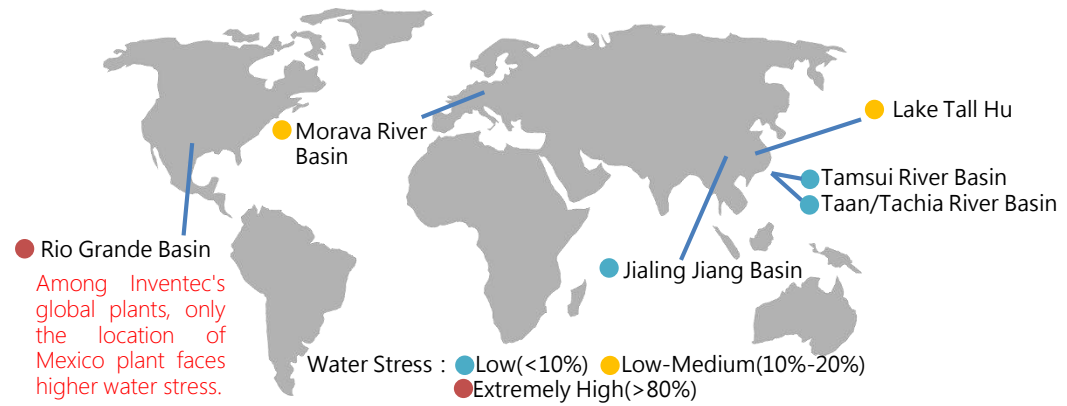 Lake Tall Hu
Morava River
Basin
Tamsui River Basin
Taan/Tachia River Basin
Rio Grande Basin
Jialing Jiang Basin
Among Inventec's
global plants, only
the location of
Mexico plant faces
higher water stress.
Water Stress : Low(<10%) Low-Medium(10%-20%)
Extremely High(>80%)